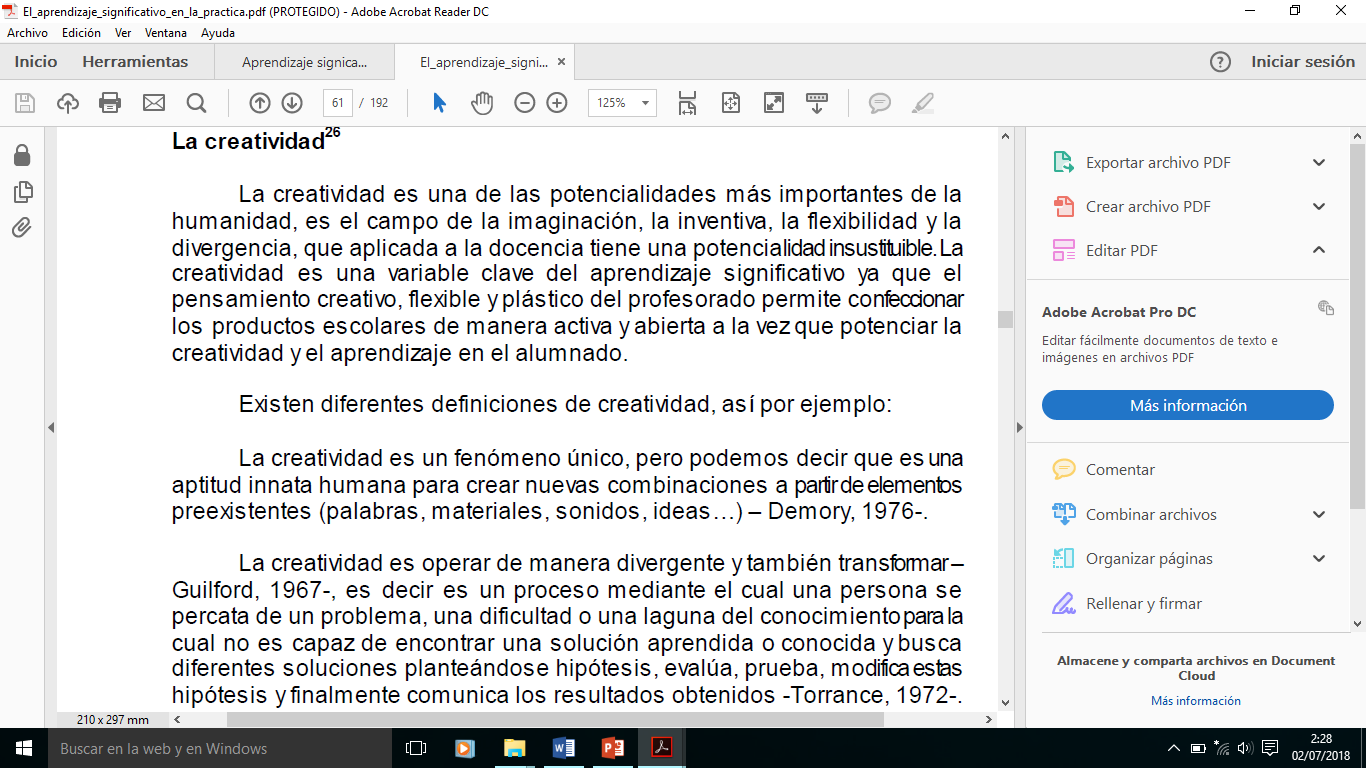 El_aprendizaje_significativo_en_la_practica.pdf (PROTEGIDO) - Adobe Acrobat Reader DC
Archivo Edición Ver Ventana Ayuda
Inicio Herramientas Aprendizaje signica... El_aprendizaje_signi... × ? Iniciar sesión
61 / 192 125%
La creatividad26
La creatividad es una de las potencialidades más importantes de la
humanidad, es el campo de la imaginación, la inventiva, la flexibilidad y la
divergencia, que aplicada a la docencia tiene una potencialidad insustituible. La
creatividad es una variable clave del aprendizaje significativo ya que el
pensamiento creativo, flexible y plástico del profesorado permite confeccionar
los productos escolares de manera activa y abierta a la vez que potenciar la
creatividad y el aprendizaje en el alumnado.
Existen diferentes definiciones de creatividad, así por ejemplo:
La creatividad es un fenómeno único, pero podemos decir que es una
aptitud innata humana para crear nuevas combinaciones a partir de elementos
preexistentes (palabras, materiales, sonidos, ideas…) – Demory, 1976-.
La creatividad es operar de manera divergente y también transformar –
Guilford, 1967-, es decir es un proceso mediante el cual una persona se
percata de un problema, una dificultad o una laguna del conocimiento para la
cual no es capaz de encontrar una solución aprendida o conocida y busca
diferentes soluciones planteándose hipótesis, evalúa, prueba, modifica estas
hipótesis y finalmente comunica los resultados obtenidos -Torrance, 1972-.
210 x 297 mm
Exportar archivo PDF
Crear archivo PDF
Editar PDF
Adobe Acrobat Pro DC
Editar fácilmente documentos de texto e
imágenes en archivos PDF
Más información
Comentar
Combinar archivos
Organizar páginas
Rellenar y firmar
Almacene y comparta archivos en Document
Cloud
Más información
Buscar en la web y en Windows
2:28
02/07/2018